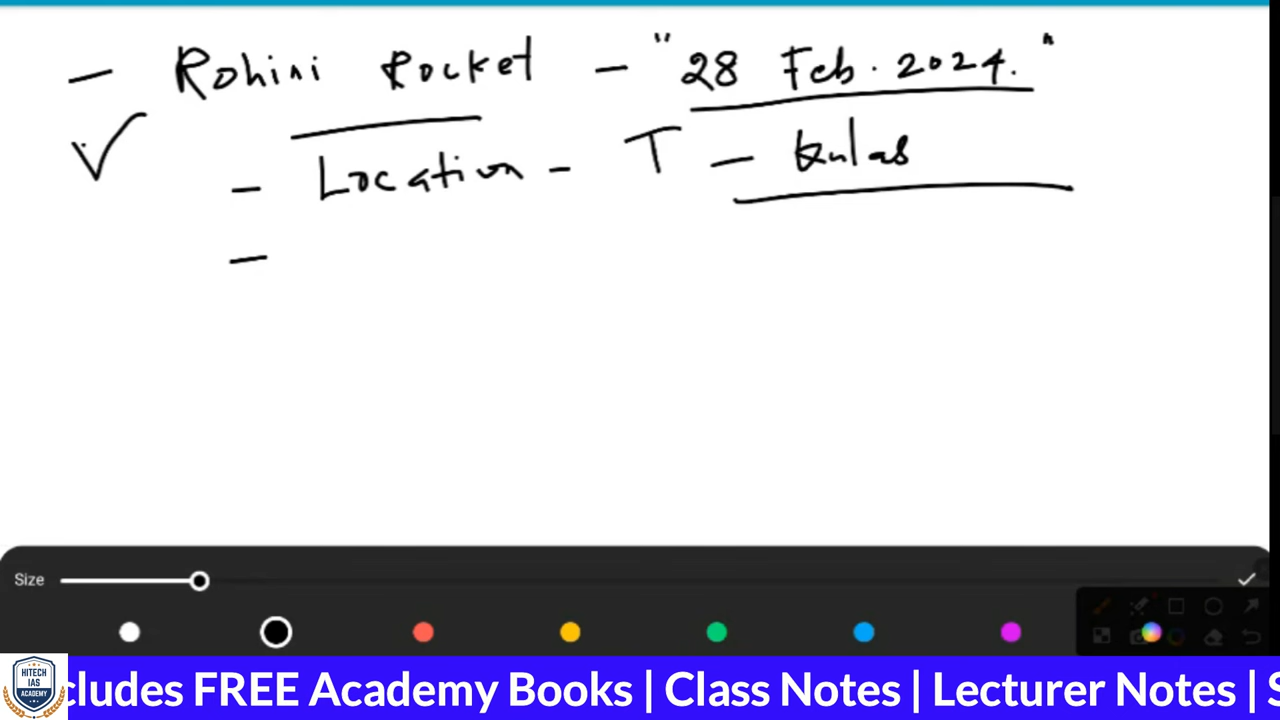 - Rohini Rocket - "28 Feb. 2024."
- Location - T - Kulas
-
Size
HITECH
IAS
ACADEMY
cludes FREE Academy Books | Class Notes | Lecturer Notes | S